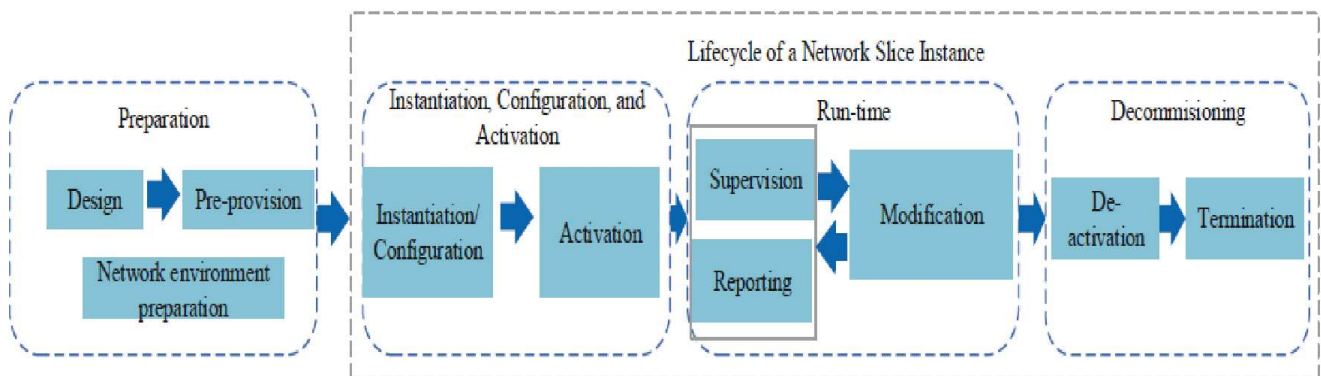 Lifecycle of a Network Slice Instance
Preparation
Design
Pre-provision
Network environment
preparation
Instantiation, Configuration, and
Activation
Instantiation/
Configuration
Activation
Run-time
Supervision
Reporting
Modification
Decommisioning
De-
activation
Termination